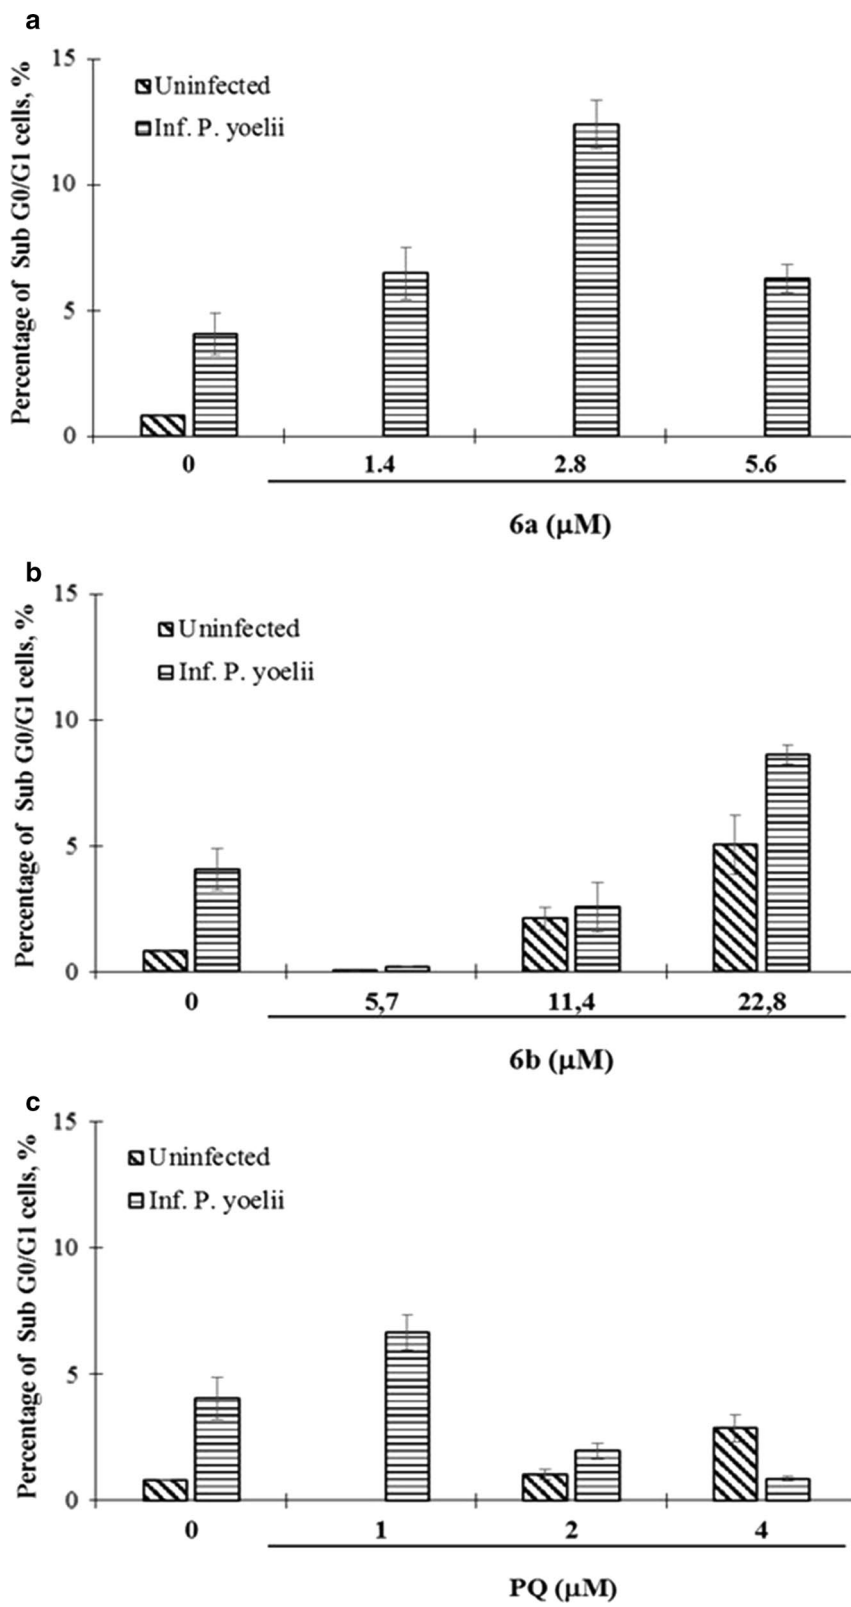 a
Percentage of Sub G0/G1 cells, %
15
10
5
0
Uninfected
Inf. P. yoelii
0 1.4 2.8 5.6
6a (μM)
b
Percentage of Sub G0/G1 cells, %
15
10
5
0
Uninfected
Inf. P. yoelii
0 5,7 11,4 22,8
6b (μM)
c
Percentage of Sub G0/G1 cells, %
15
10
5
0
Uninfected
Inf. P. yoelii
0 1 2 4
PQ (μM)